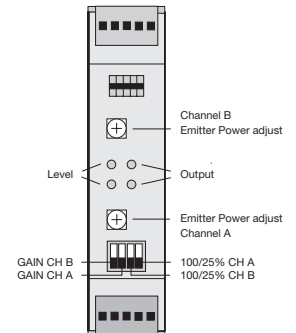 Channel B
Emitter Power adjust
Level
Output
Emitter Power adjust
Channel A
GAIN CH B
100/25% CH A
GAIN CH A
100/25% CH B